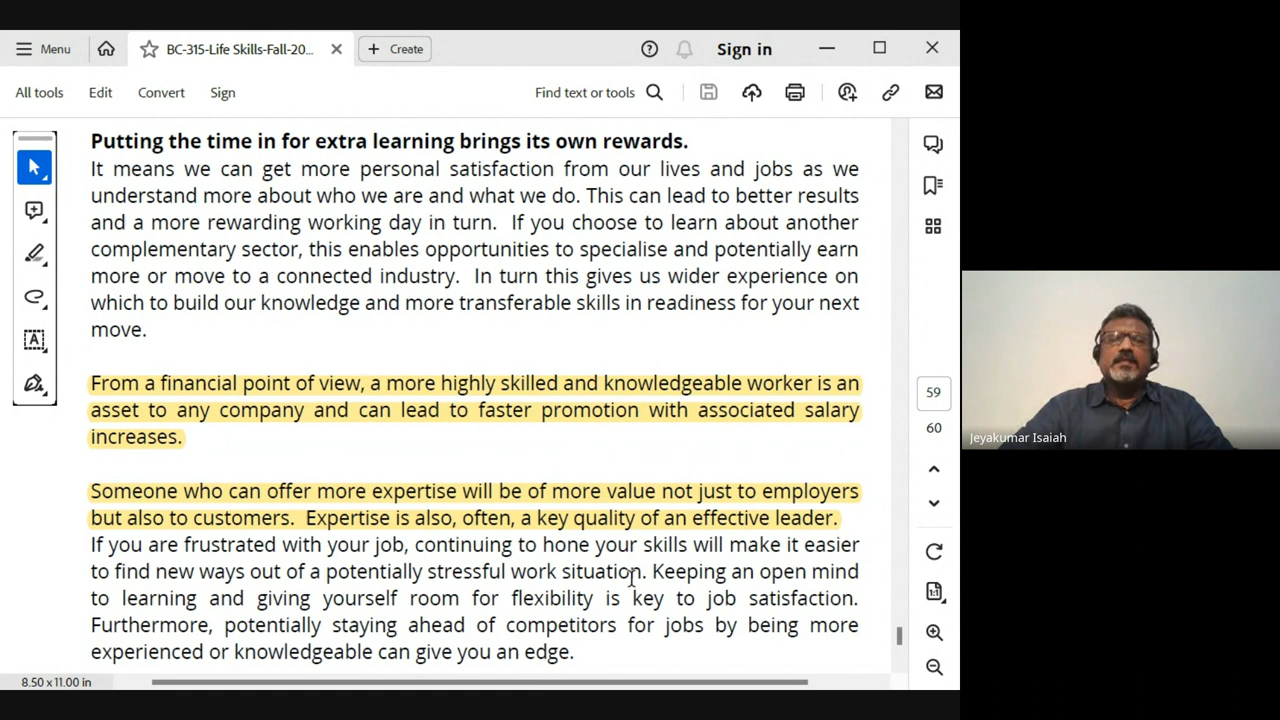 Menu
BC-315-Life Skills-Fall-20...
Create
Sign in
All tools
Edit
Convert
Sign
Find text or tools
Putting the time in for extra learning brings its own rewards.
It means we can get more personal satisfaction from our lives and jobs as we
understand more about who we are and what we do. This can lead to better results
and a more rewarding working day in turn.  If you choose to learn about another
complementary sector, this enables opportunities to specialise and potentially earn
more or move to a connected industry.  In turn this gives us wider experience on
which to build our knowledge and more transferable skills in readiness for your next
move.
From a financial point of view, a more highly skilled and knowledgeable worker is an
asset to any company and can lead to faster promotion with associated salary
increases.
Someone who can offer more expertise will be of more value not just to employers
but also to customers.  Expertise is also, often, a key quality of an effective leader.
If you are frustrated with your job, continuing to hone your skills will make it easier
to find new ways out of a potentially stressful work situation. Keeping an open mind
to learning and giving yourself room for flexibility is key to job satisfaction.
Furthermore, potentially staying ahead of competitors for jobs by being more
experienced or knowledgeable can give you an edge.
59
60
1:1
8.50 x 11.00 in
Jeyakumar Isaiah